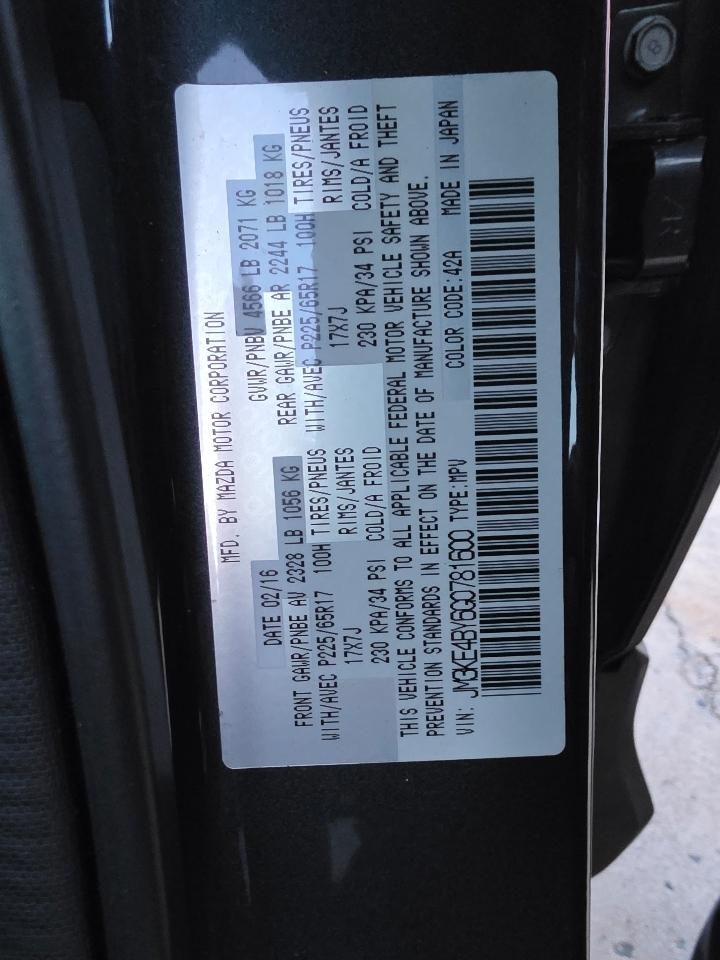 MFD. BY MAZDA MOTOR CORPORATION
DATE 02/16 GVWR/PNBV 4566 LB 2071 KG
FRONT GAWR/PNBE AV 2328 LB 1056 KG REAR GAWR/PNBE AR 2244 LB 1018 KG
WITH/AVEC P225/65R17 100H TIRES/PNEUS WITH/AVEC P225/65R17 100H TIRES/PNEUS
17X7J RIMS/JANTES 17X7J RIMS/JANTES
230 KPA/34 PSI COLD/A FROID 230 KPA/34 PSI COLD/A FROID
THIS VEHICLE CONFORMS TO ALL APPLICABLE FEDERAL MOTOR VEHICLE SAFETY AND THEFT
PREVENTION STANDARDS IN EFFECT ON THE DATE OF MANUFACTURE SHOWN ABOVE.
VIN: JM3KE4BY6G0781600 TYPE:MPV COLOR CODE:42A MADE IN JAPAN
8